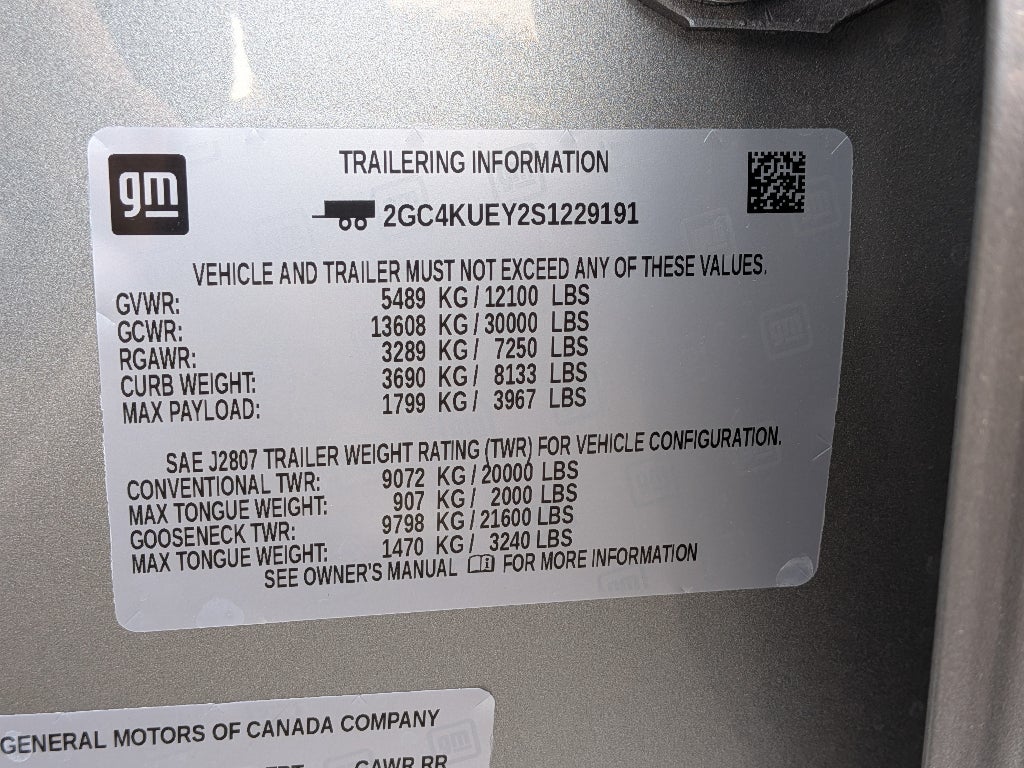 gm
TRAILERING INFORMATION
2GC4KUEY2S1229191
VEHICLE AND TRAILER MUST NOT EXCEED ANY OF THESE VALUES.
GVWR: 5489 KG / 12100 LBS
GCWR: 13608 KG / 30000 LBS
RGAWR: 3289 KG / 7250 LBS
CURB WEIGHT: 3690 KG / 8133 LBS
MAX PAYLOAD: 1799 KG / 3967 LBS
SAE J2807 TRAILER WEIGHT RATING (TWR) FOR VEHICLE CONFIGURATION.
CONVENTIONAL TWR: 9072 KG / 20000 LBS
MAX TONGUE WEIGHT: 907 KG / 2000 LBS
GOOSENECK TWR: 9798 KG / 21600 LBS
MAX TONGUE WEIGHT: 1470 KG / 3240 LBS
SEE OWNER'S MANUAL FOR MORE INFORMATION
GENERAL MOTORS OF CANADA COMPANY
GAWR RR